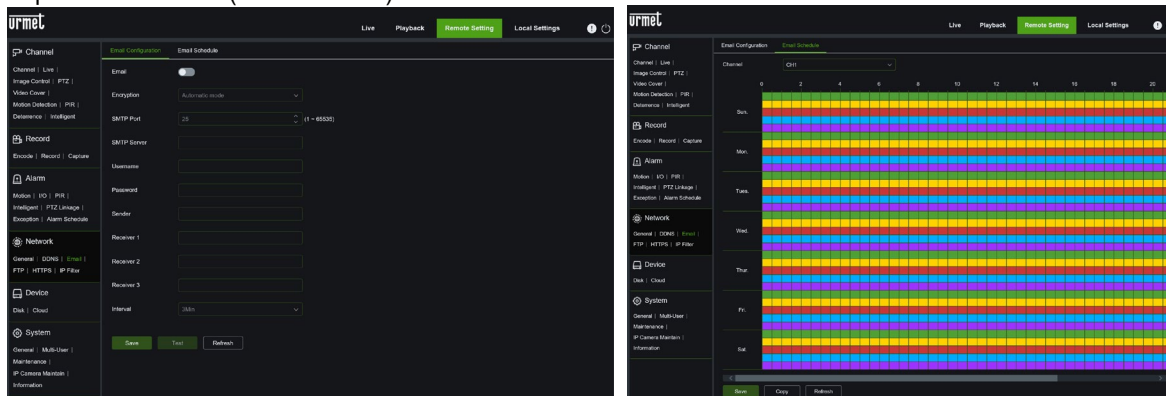 urmet
Live Playback Remote Setting Local Settings
Channel
Channel | Live |
Image Control | PTZ |
Video Cover |
Motion Detection | PIR |
Deterrence | Intelligent
Record
Encode | Record | Capture
Alarm
Motion | I/O | PIR |
Intelligent | PTZ Linkage |
Exception | Alarm Schedule
Network
General | DDNS | Email |
FTP | HTTPS | IP Filter
Device
Disk | Cloud
System
General | Multi-User |
Maintenance |
IP Camera Maintain |
Information
Email Configuration Email Schedule
Email
Encryption Automatic mode
SMTP Port 25 (1 ~ 65535)
SMTP Server
Username
Password
Sender
Receiver 1
Receiver 2
Receiver 3
Interval 3Min
Save Test Refresh
urmet
Live Playback Remote Setting Local Settings
Channel
Channel | Live |
Image Control | PTZ |
Video Cover |
Motion Detection | PIR |
Deterrence | Intelligent
Record
Encode | Record | Capture
Alarm
Motion | I/O | PIR |
Intelligent | PTZ Linkage |
Exception | Alarm Schedule
Network
General | DDNS | Email |
FTP | HTTPS | IP Filter
Device
Disk | Cloud
System
General | Multi-User |
Maintenance |
IP Camera Maintain |
Information
Email Configuration Email Schedule
Channel CH1
0 2 4 6 8 10 12 14 16 18 20
Sun.
Mon.
Tues.
Wed.
Thur.
Fri.
Sat.
Save Copy Refresh